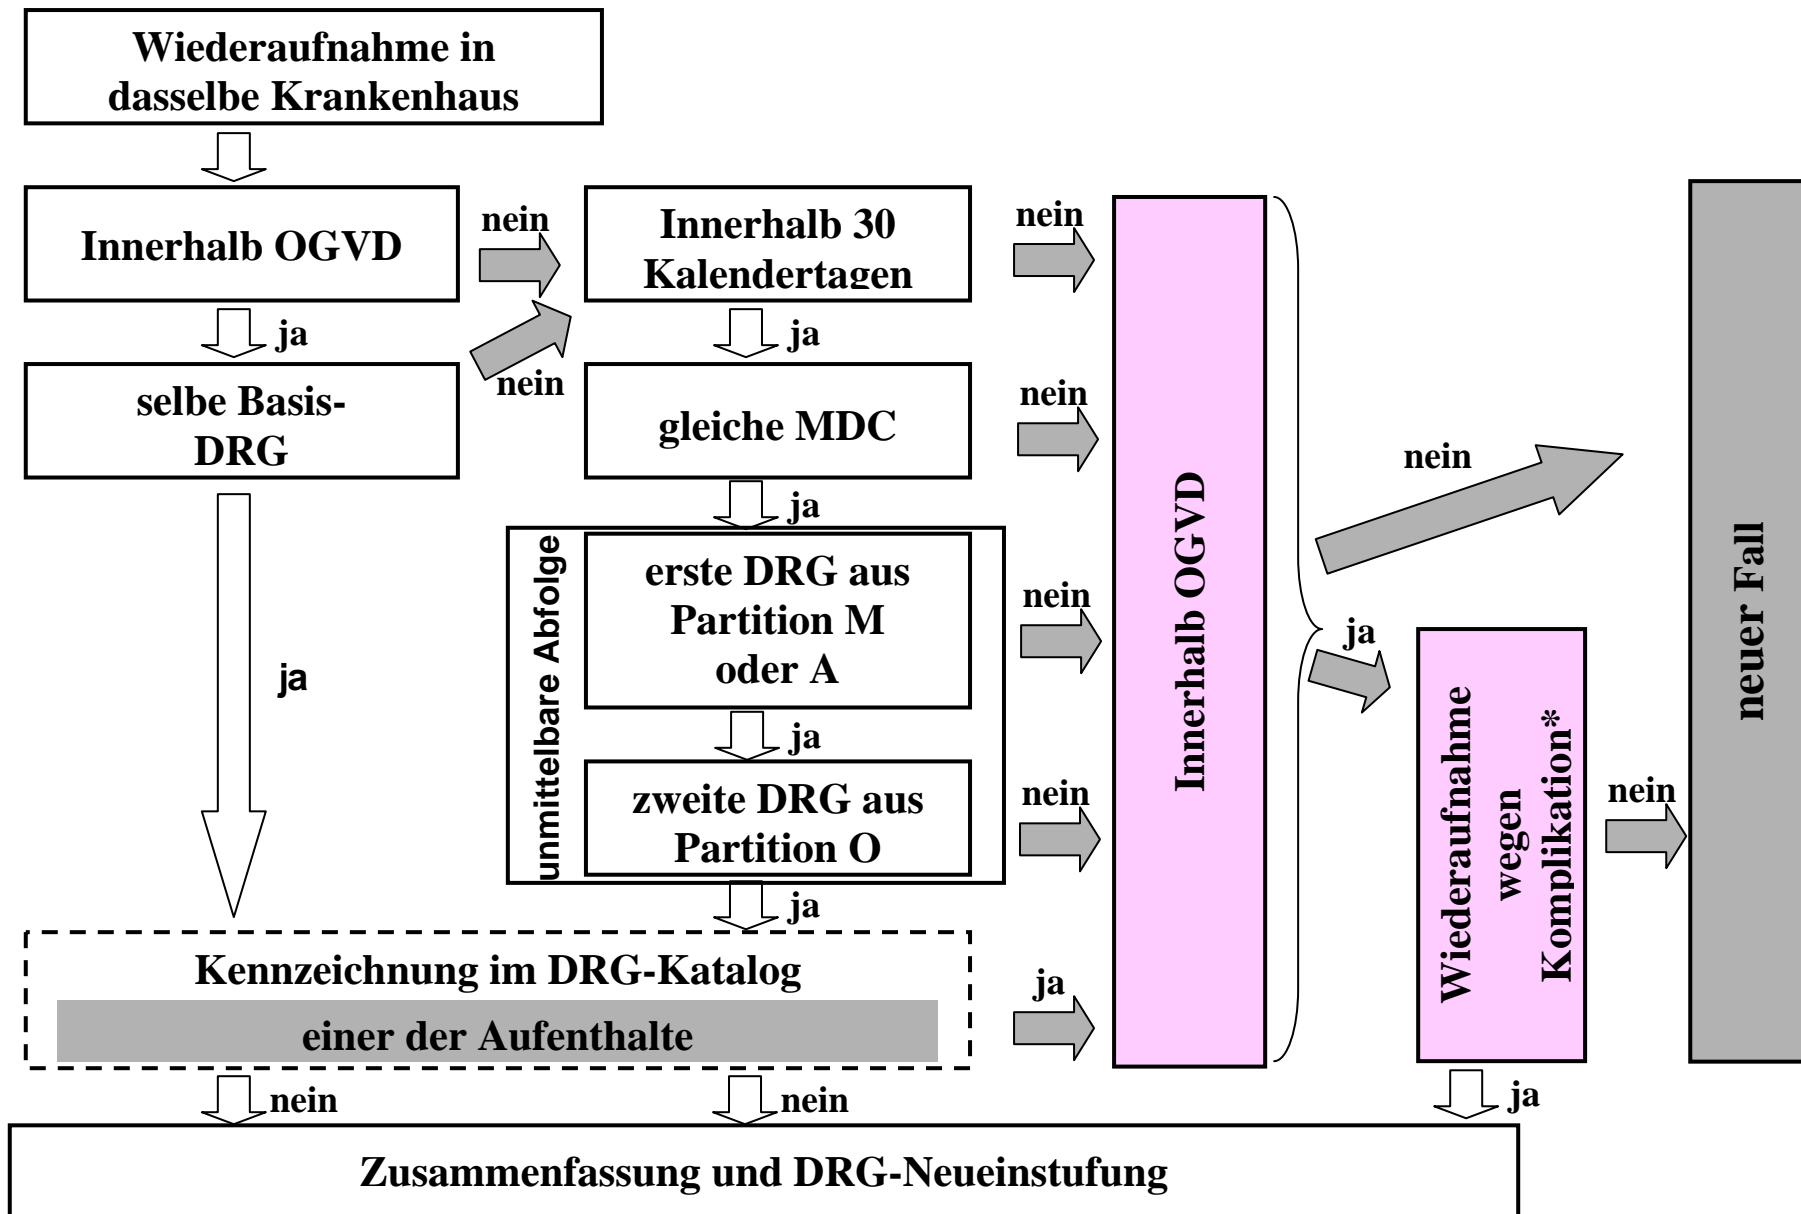 Wiederaufnahme in
dasselbe Krankenhaus
Innerhalb OGVD
nein
Innerhalb 30
Kalendertagen
nein
ja
ja
selbe Basis-
DRG
nein
gleiche MDC
nein
ja
ja
unmittelbare Abfolge
erste DRG aus
Partition M
oder A
nein
ja
zweite DRG aus
Partition O
nein
ja
Kennzeichnung im DRG-Katalog
einer der Aufenthalte
ja
nein
nein
Innerhalb OGVD
nein
ja
Wiederaufnahme
wegen
Komplikation*
nein
ja
neuer Fall
Zusammenfassung und DRG-Neueinstufung